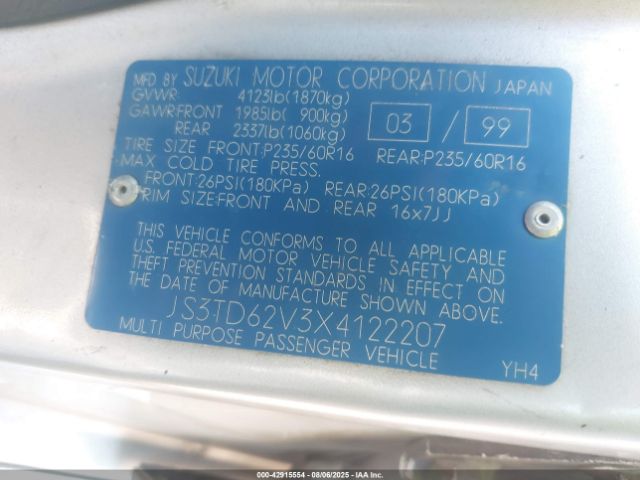 MFD BY SUZUKI MOTOR CORPORATION JAPAN
GVWR: 4123lb(1870kg)
GAWR:FRONT 1985lb( 900kg)
REAR 2337lb(1060kg)
03 / 99
TIRE SIZE FRONT:P235/60R16 REAR:P235/60R16
MAX COLD TIRE PRESS.
FRONT:26PSI(180KPa) REAR:26PSI(180KPa)
RIM SIZE:FRONT AND REAR 16x7JJ
THIS VEHICLE CONFORMS TO ALL APPLICABLE
U.S. FEDERAL MOTOR VEHICLE SAFETY AND
THEFT PREVENTION STANDARDS IN EFFECT ON
THE DATE OF MANUFACTURE SHOWN ABOVE.
JS3TD62V3X4122207
MULTI PURPOSE PASSENGER VEHICLE
YH4
000-42915554 - 08/06/2025 - IAAI.com